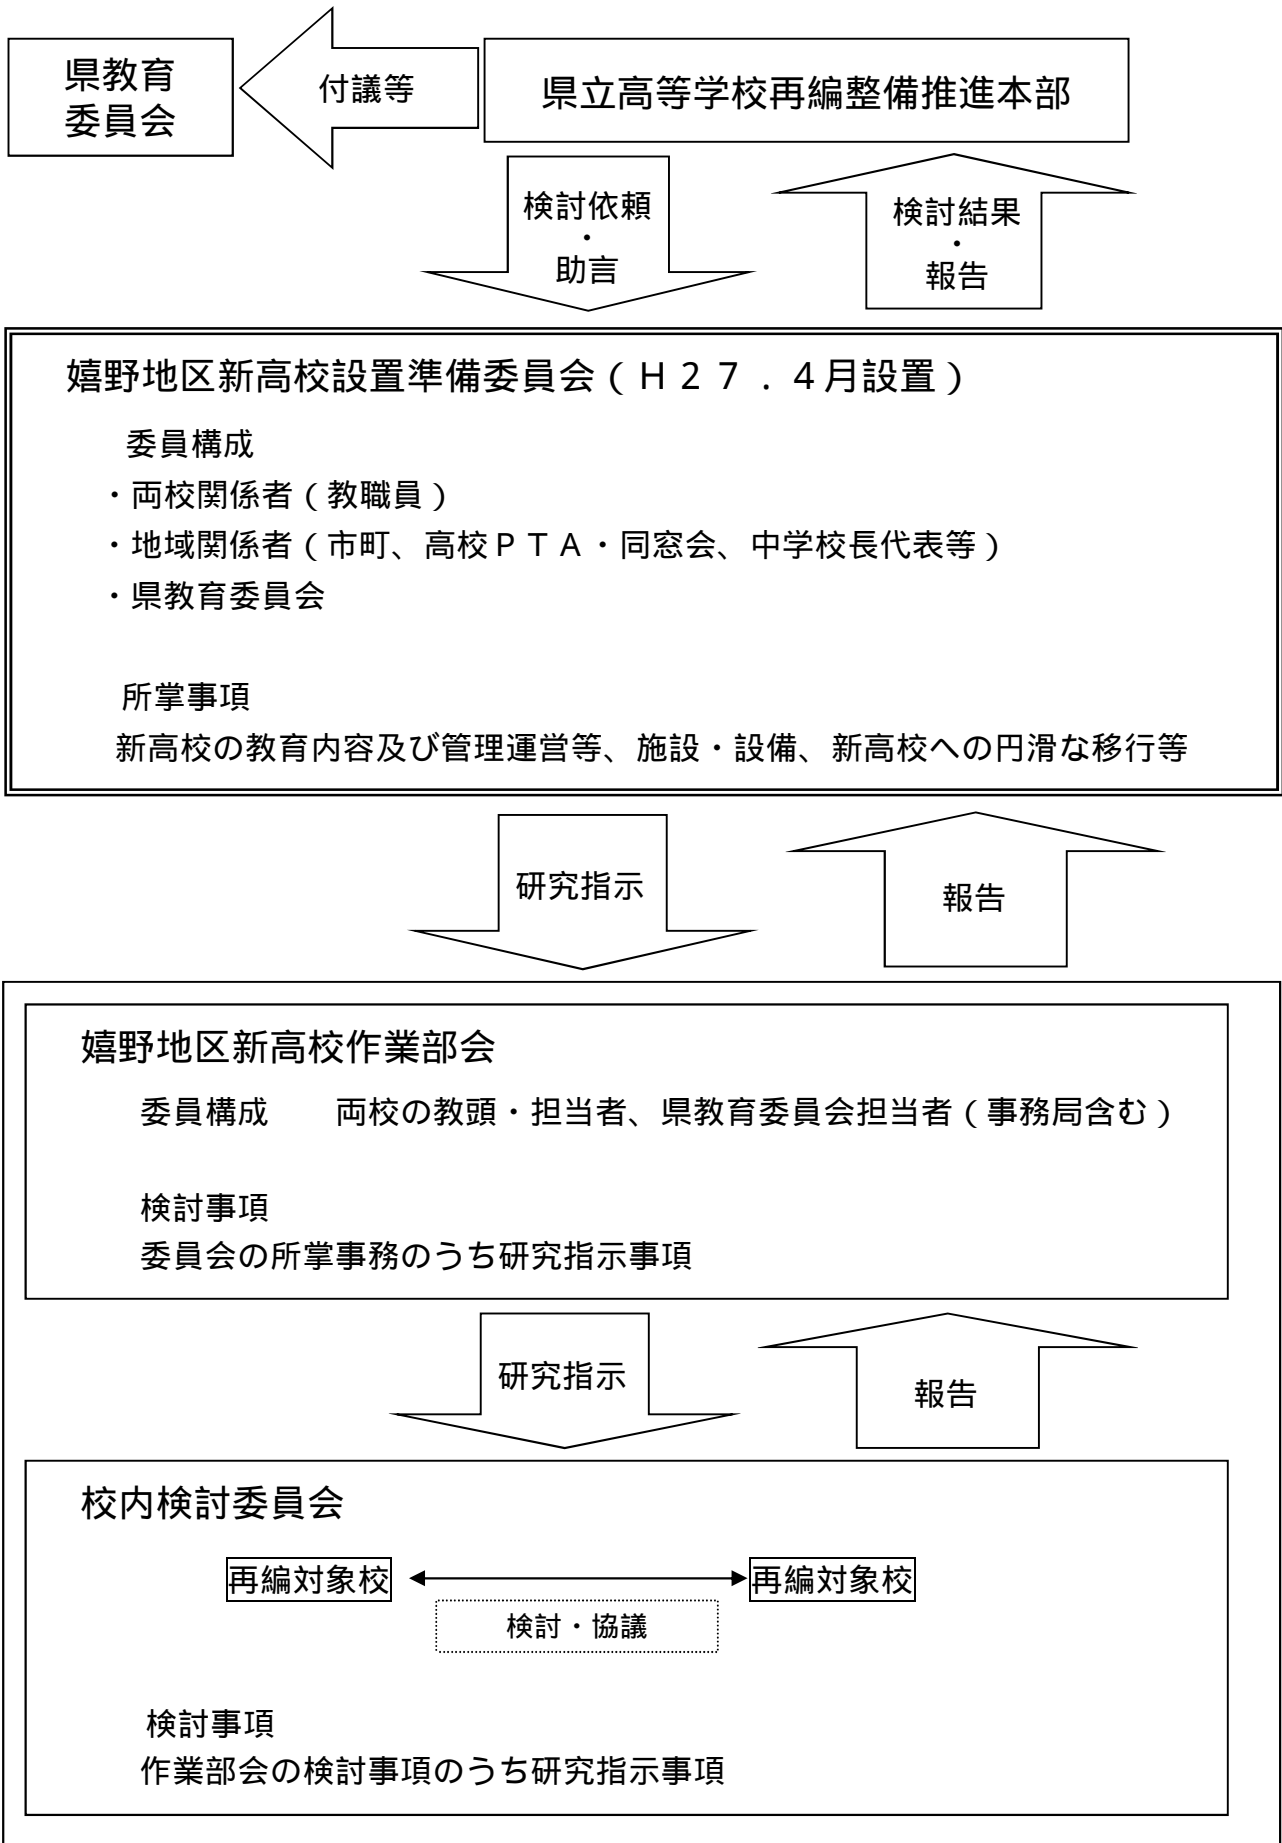 県教育
委員会
付議等
県立高等学校再編整備推進本部
検討依頼
・
助言
検討結果
・
報告
嬉野地区新高校設置準備委員会（Ｈ２７．４月設置）
委員構成
・両校関係者（教職員）
・地域関係者（市町、高校ＰＴＡ・同窓会、中学校長代表等）
・県教育委員会
所掌事項
新高校の教育内容及び管理運営等、施設・設備、新高校への円滑な移行等
研究指示
報告
嬉野地区新高校作業部会
委員構成　　両校の教頭・担当者、県教育委員会担当者（事務局含む）
検討事項
委員会の所掌事務のうち研究指示事項
研究指示
報告
校内検討委員会
再編対象校
再編対象校
検討・協議
検討事項
作業部会の検討事項のうち研究指示事項